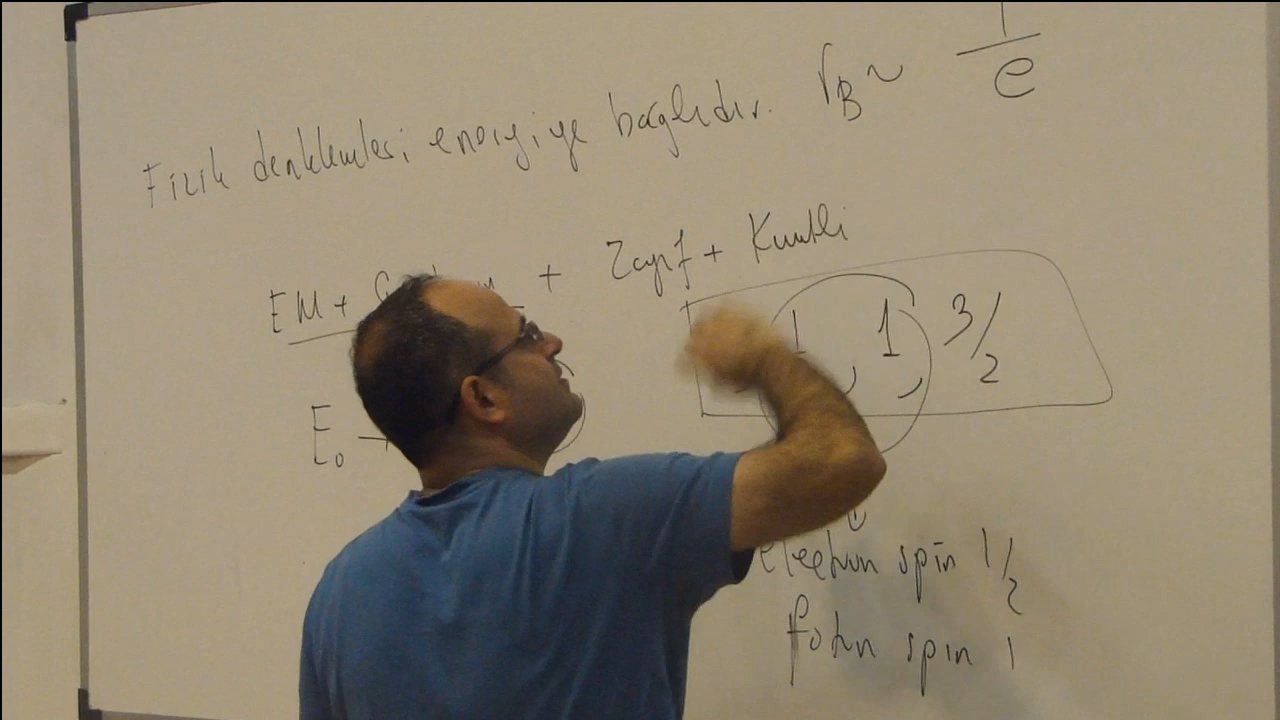 Fizik denklemleri enerjiye bağlıdır. r_B ~ 1/e
EM + + Zayıf + Kuvvetli
1 , 1 , 3/2
E₀
electron spin 1/2
foton spin 1